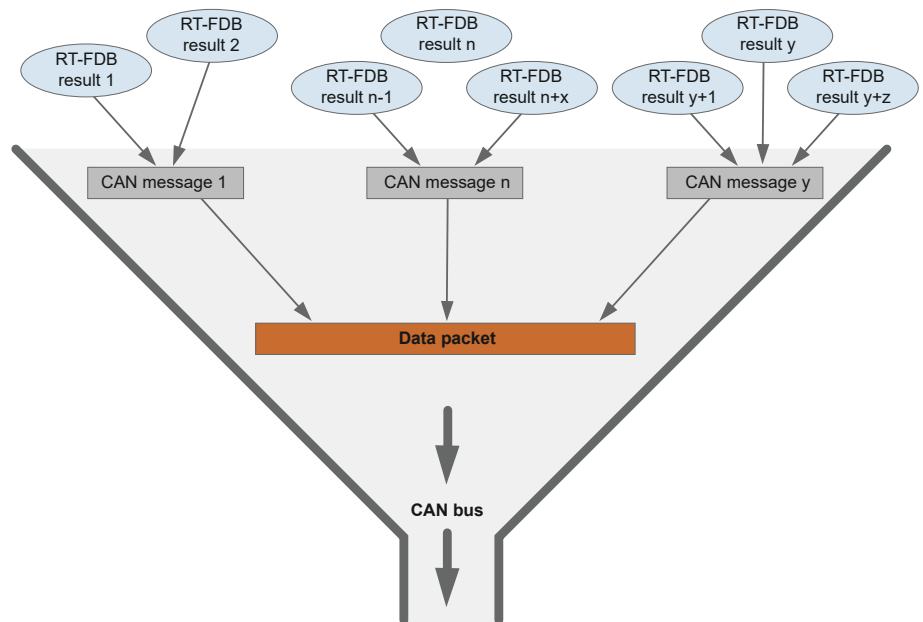 RT-FDB
result 1
RT-FDB
result 2
RT-FDB
result n
RT-FDB
result n-1
RT-FDB
result n+x
RT-FDB
result y
RT-FDB
result y+1
RT-FDB
result y+z
CAN message 1
CAN message n
CAN message y
Data packet
CAN bus